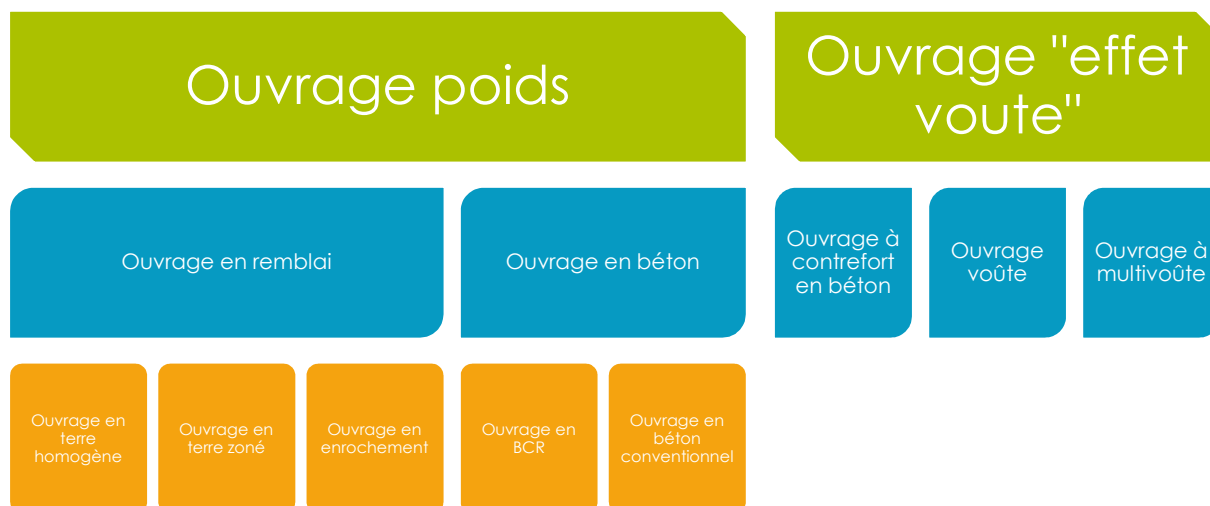 Ouvrage poids
Ouvrage "effet
voute"
Ouvrage en remblai
Ouvrage en béton
Ouvrage à
contrefort
en béton
Ouvrage
voûte
Ouvrage à
multivoûte
Ouvrage en
terre
homogène
Ouvrage en
terre zoné
Ouvrage en
enrochement
Ouvrage en
BCR
Ouvrage en
béton
conventionnel